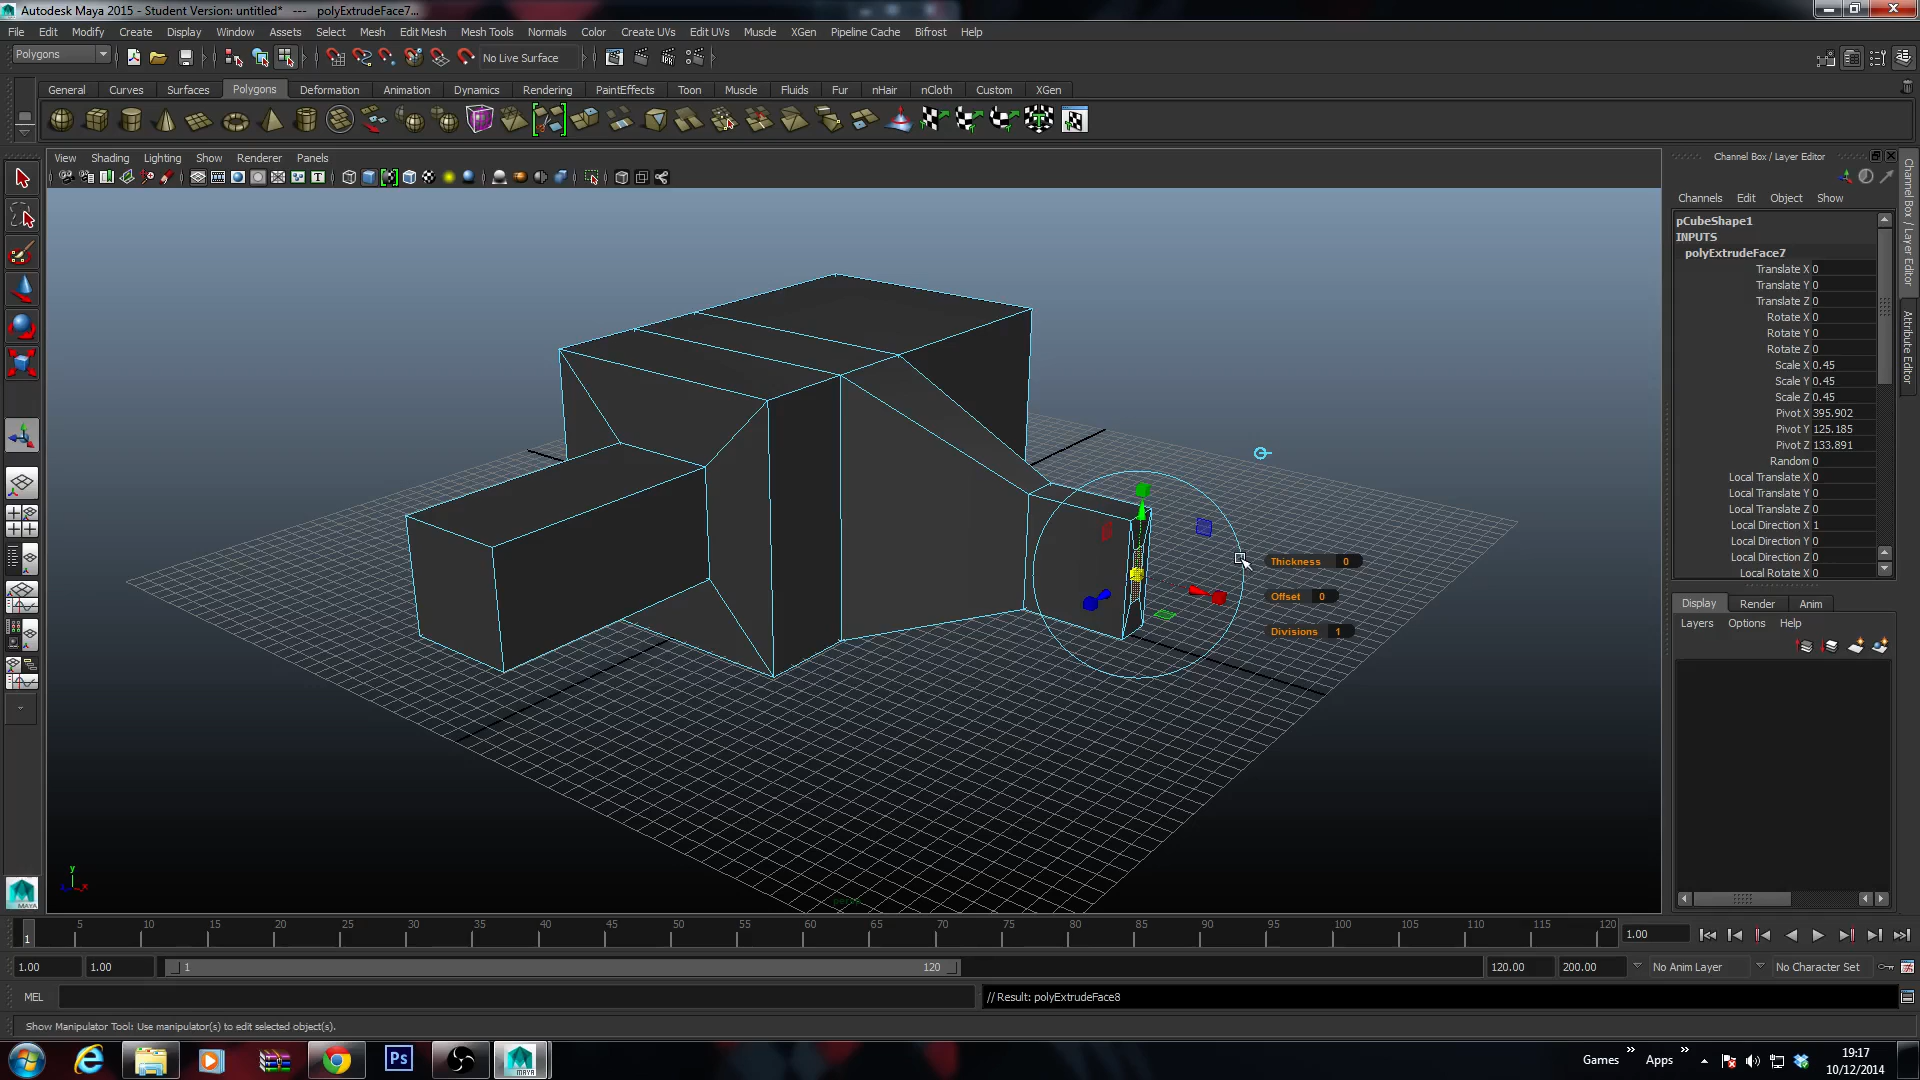 Autodesk Maya 2015 - Student Version: untitled* --- polyExtrudeFace7...
File Edit Modify Create Display Window Assets Select Mesh Edit Mesh Mesh Tools Normals Color Create UVs Edit UVs Muscle XGen Pipeline Cache Bifrost Help
Polygons No Live Surface
General Curves Surfaces Polygons Deformation Animation Dynamics Rendering PaintEffects Toon Muscle Fluids Fur nHair nCloth Custom XGen
View Shading Lighting Show Renderer Panels
Channel Box / Layer Editor
Channels Edit Object Show
pCubeShape1
INPUTS
polyExtrudeFace7
Translate X 0
Translate Y 0
Translate Z 0
Rotate X 0
Rotate Y 0
Rotate Z 0
Scale X 0.45
Scale Y 0.45
Scale Z 0.45
Pivot X 395.902
Pivot Y 125.185
Pivot Z 133.891
Random 0
Local Translate X 0
Local Translate Y 0
Local Translate Z 0
Local Direction X 1
Local Direction Y 0
Local Direction Z 0
Local Rotate X 0
Channel Box / Layer Editor
Attribute Editor
Thickness 0
Offset 0
Divisions 1
Display Render Anim
Layers Options Help
y
persp
MAYA
5 10 15 20 25 30 35 40 45 50 55 60 65 70 75 80 85 90 95 100 105 110 115 120
1 1.00
1.00 1.00 1 120 120.00 200.00 No Anim Layer No Character Set
MEL // Result: polyExtrudeFace8
Show Manipulator Tool: Use manipulator(s) to edit selected object(s).
Ps MAYA Games » Apps » 19:17
10/12/2014